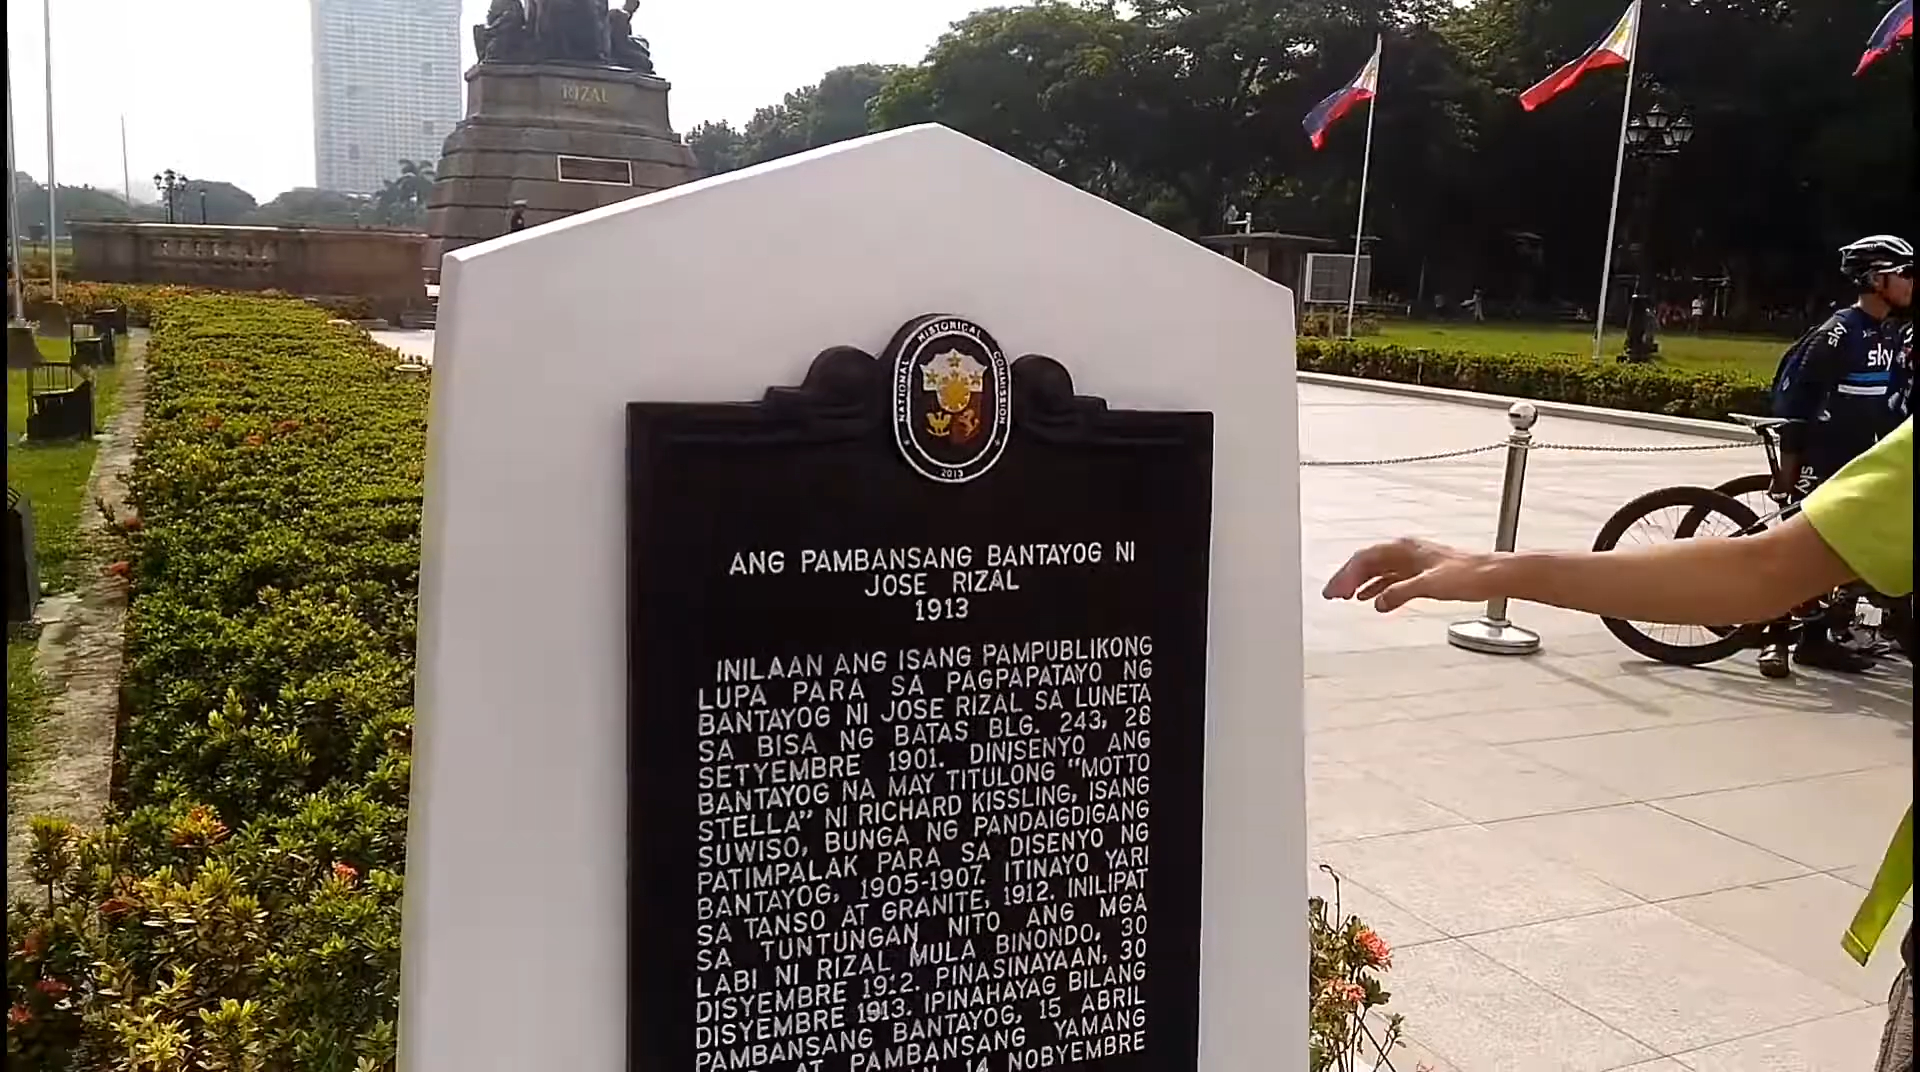 RIZAL
NATIONAL HISTORICAL COMMISSION
2013
ANG PAMBANSANG BANTAYOG NI
JOSE RIZAL
1913
INILAAN ANG ISANG PAMPUBLIKONG
LUPA PARA SA PAGPAPATAYO NG
BANTAYOG NI JOSE RIZAL SA LUNETA
SA BISA NG BATAS BLG. 243, 28
SETYEMBRE 1901. DINISENYO ANG
BANTAYOG NA MAY TITULONG "MOTTO
STELLA" NI RICHARD KISSLING, ISANG
SUWISO, BUNGA NG PANDAIGDIGANG
PATIMPALAK PARA SA DISENYO NG
BANTAYOG, 1905-1907. ITINAYO YARI
SA TANSO AT GRANITE, 1912. INILIPAT
SA TUNTUNGAN NITO ANG MGA
LABI NI RIZAL MULA BINONDO, 30
DISYEMBRE 1912. PINASINAYAAN, 30
DISYEMBRE 1913. IPINAHAYAG BILANG
PAMBANSANG BANTAYOG, 15 ABRIL
AT PAMBANSANG YAMANG
14 NOBYEMBRE
sky
sky
sky